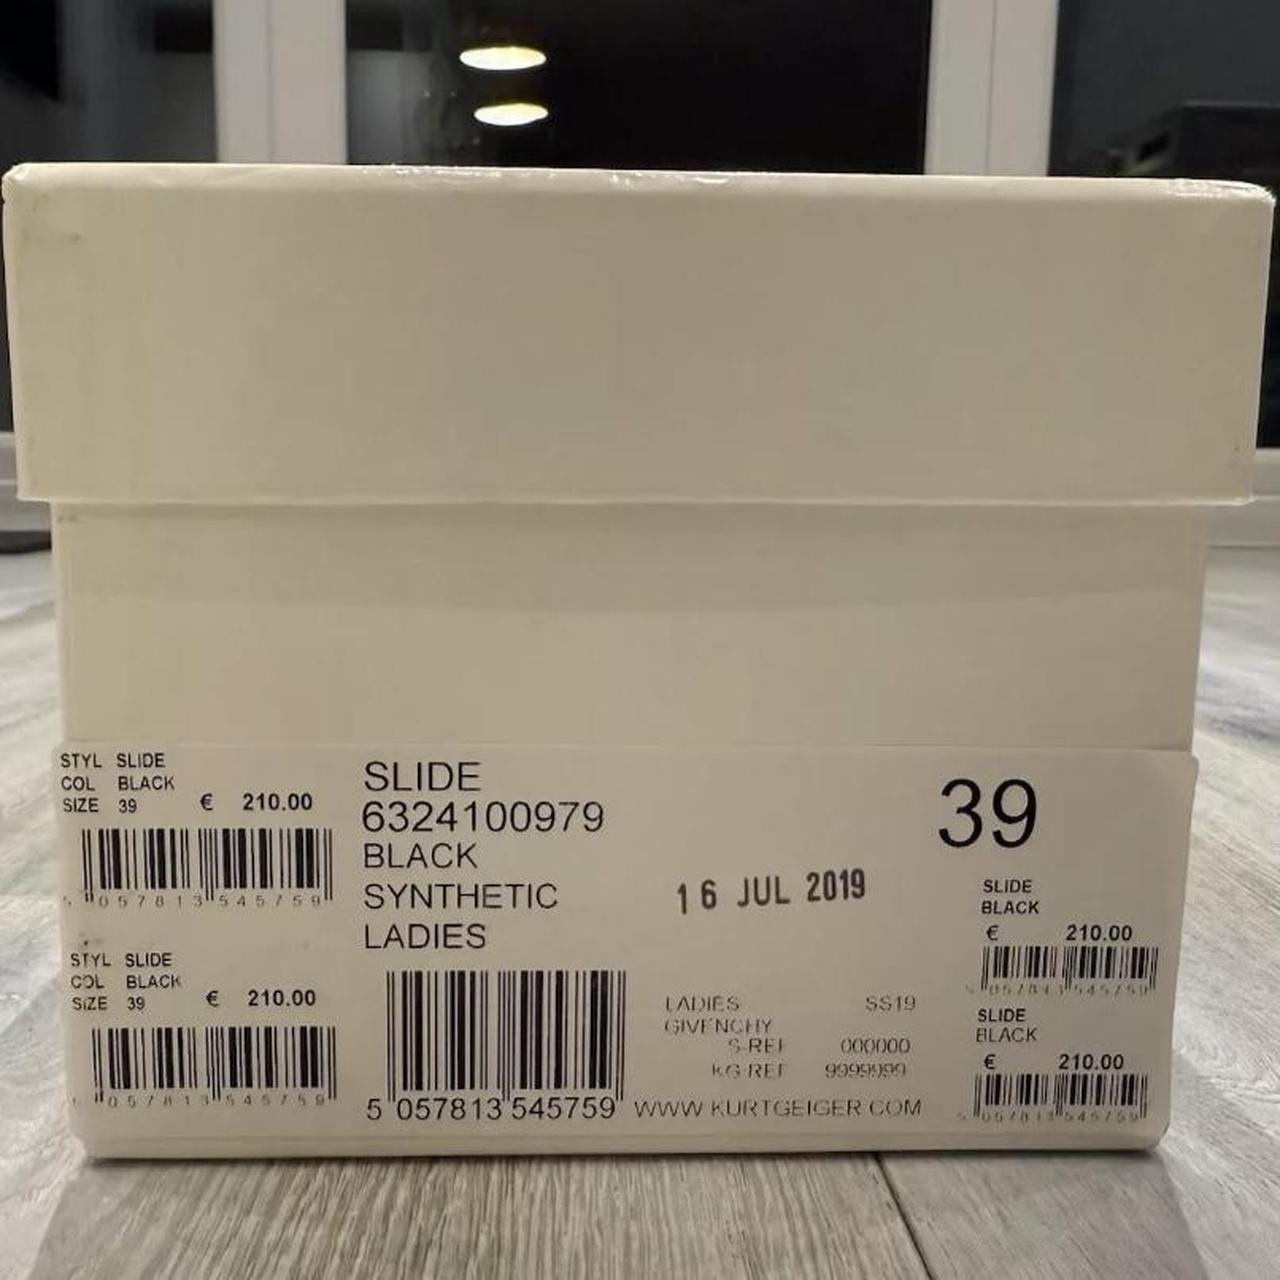 STYL SLIDE
COL BLACK
SIZE 39 € 210.00
5 057813 545759
STYL SLIDE
COL BLACK
SIZE 39 € 210.00
5 057813 545759
SLIDE
6324100979
BLACK
SYNTHETIC
LADIES
5 057813 545759
16 JUL 2019
LADIES SS19
GIVENCHY
S-REF 000000
KG REF 9999999
WWW KURTGEIGER COM
39
SLIDE
BLACK
€ 210.00
5 057813 545759
SLIDE
BLACK
€ 210.00
5 057813 545759